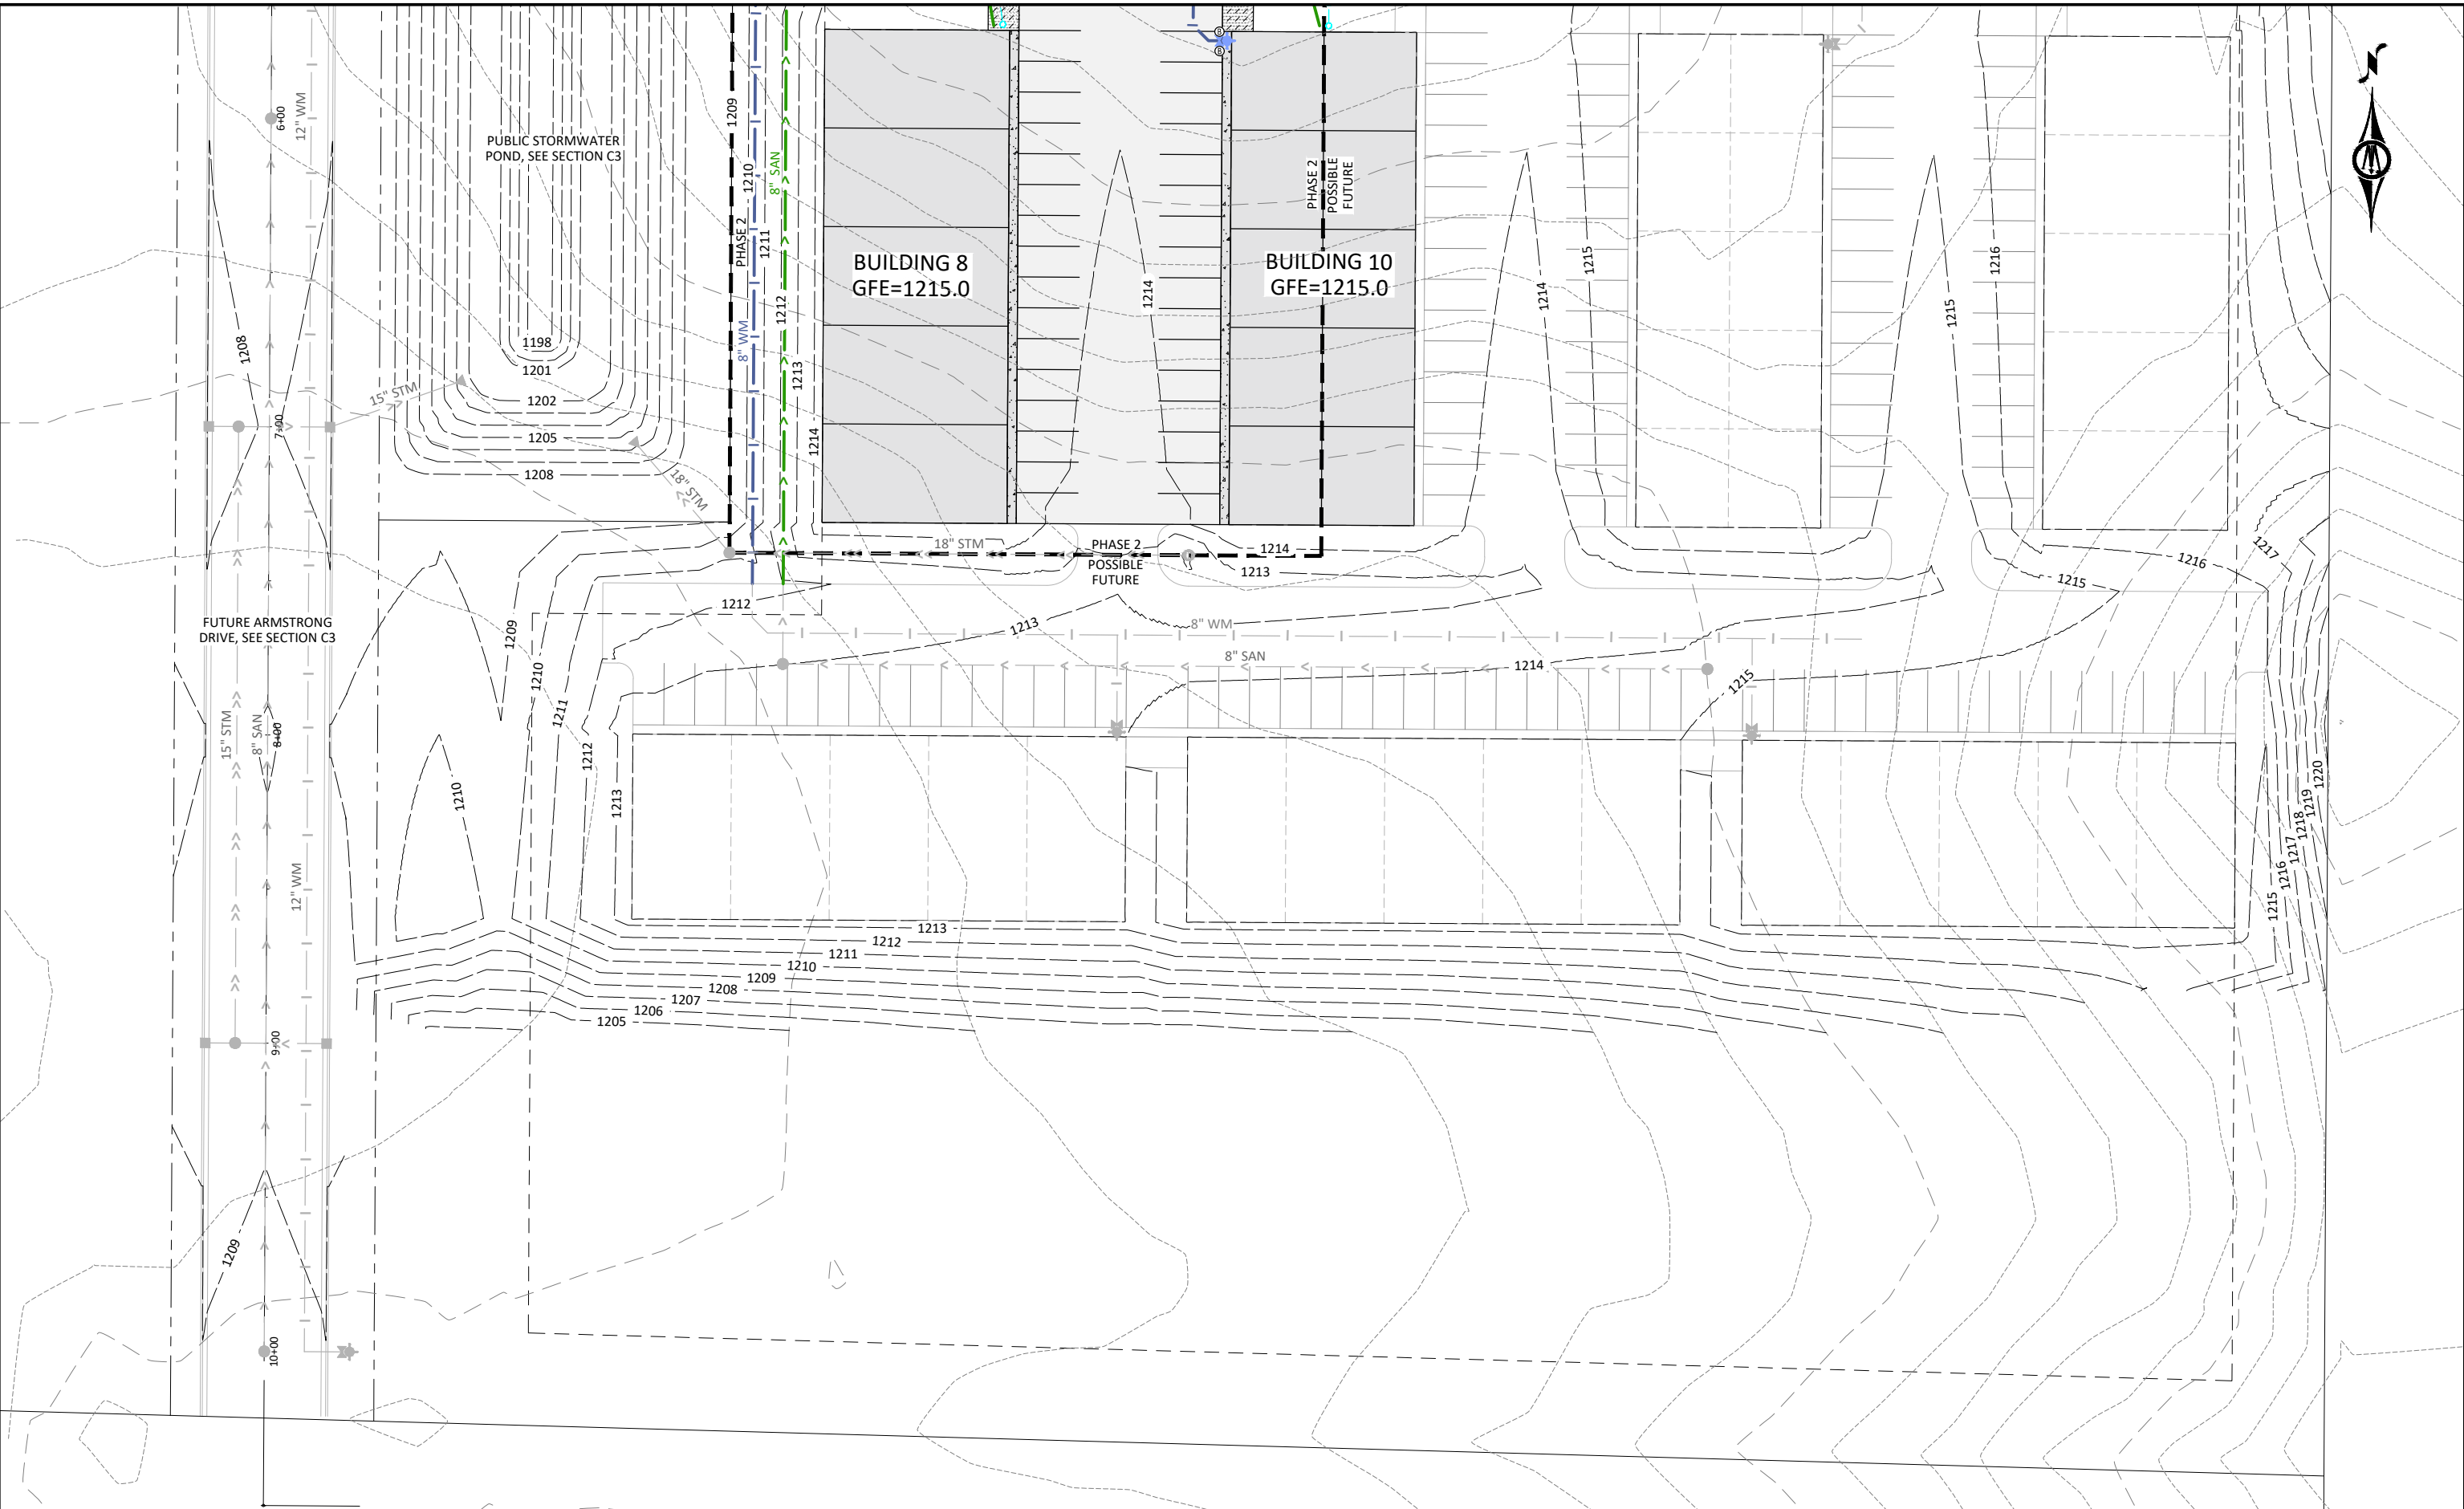 6+00
12" WM
PUBLIC STORMWATER
POND, SEE SECTION C3
1209
1210
8" SAN
PHASE 2
1211
1212
8" WM
1213
1214
BUILDING 8
GFE=1215.0
1214
B
B
PHASE 2
POSSIBLE
FUTURE
BUILDING 10
GFE=1215.0
1214
1215
1215
1216
N
1208
15" STM
7+00
1198
1201
1202
1205
1208
18" STM
18" STM
PHASE 2
POSSIBLE
FUTURE
1214
1213
1215
1216
1217
FUTURE ARMSTRONG
DRIVE, SEE SECTION C3
1209
1212
1213
8" WM
8" SAN
1214
1215
15" STM
8" SAN
8+00
1210
1211
1212
1213
1210
12" WM
1220
1219
1218
1217
1216
1215
1213
1212
1211
1210
1209
1208
1207
1206
1205
9+00
1209
10+00